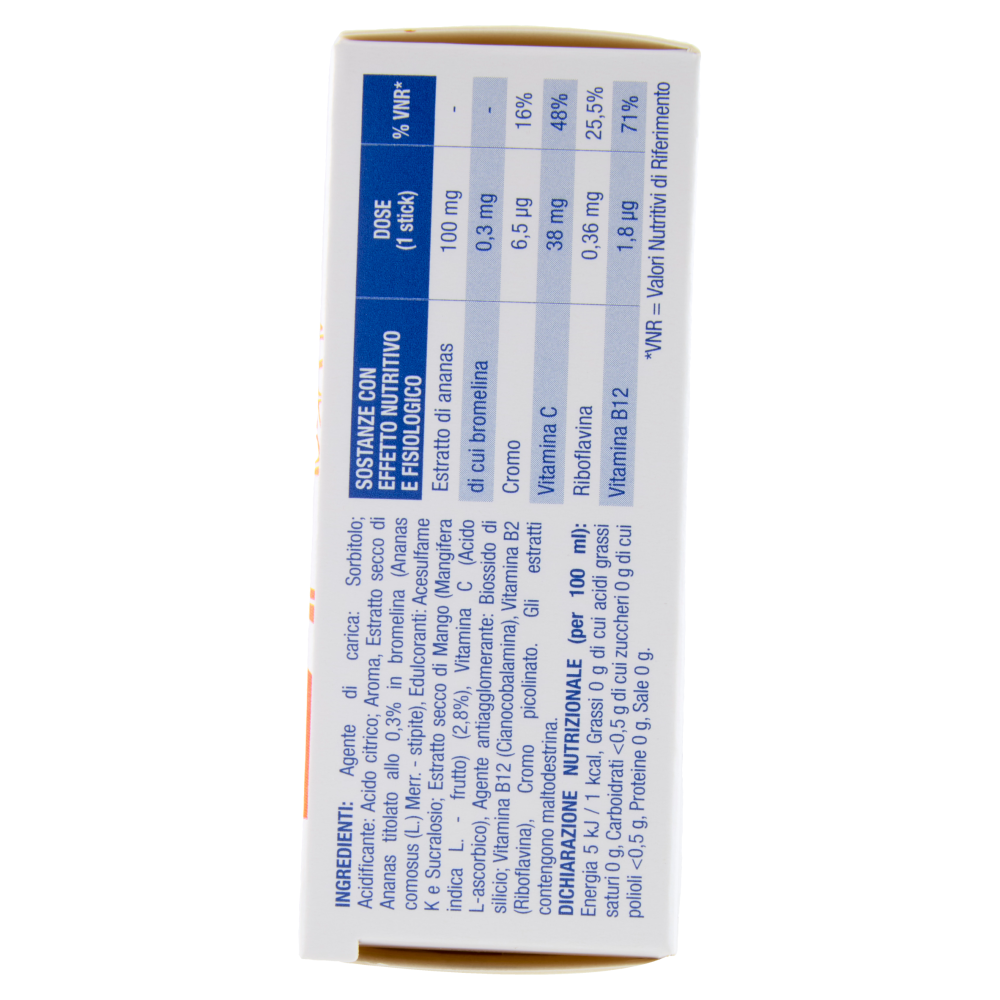 INGREDIENTI: Agente di carica: Sorbitolo;
Acidificante: Acido citrico; Aroma, Estratto secco di
Ananas titolato allo 0,3% in bromelina (Ananas
comosus (L.) Merr. - stipite), Edulcoranti: Acesulfame
K e Sucralosio; Estratto secco di Mango (Mangifera
indica L. - frutto) (2,8%), Vitamina C (Acido
L-ascorbico), Agente antiagglomerante: Biossido di
silicio; Vitamina B12 (Cianocobalamina), Vitamina B2
(Riboflavina), Cromo picolinato. Gli estratti
contengono maltodestrina.
DICHIARAZIONE NUTRIZIONALE (per 100 ml):
Energia 5 kJ / 1 kcal, Grassi 0 g di cui acidi grassi
saturi 0 g, Carboidrati <0,5 g di cui zuccheri 0 g di cui
polioli <0,5 g, Proteine 0 g, Sale 0 g.
SOSTANZE CON
EFFETTO NUTRITIVO
E FISIOLOGICO
DOSE
(1 stick)
% VNR*
Estratto di ananas 100 mg -
di cui bromelina 0,3 mg -
Cromo 6,5 µg 16%
Vitamina C 38 mg 48%
Riboflavina 0,36 mg 25,5%
Vitamina B12 1,8 µg 71%
*VNR = Valori Nutritivi di Riferimento